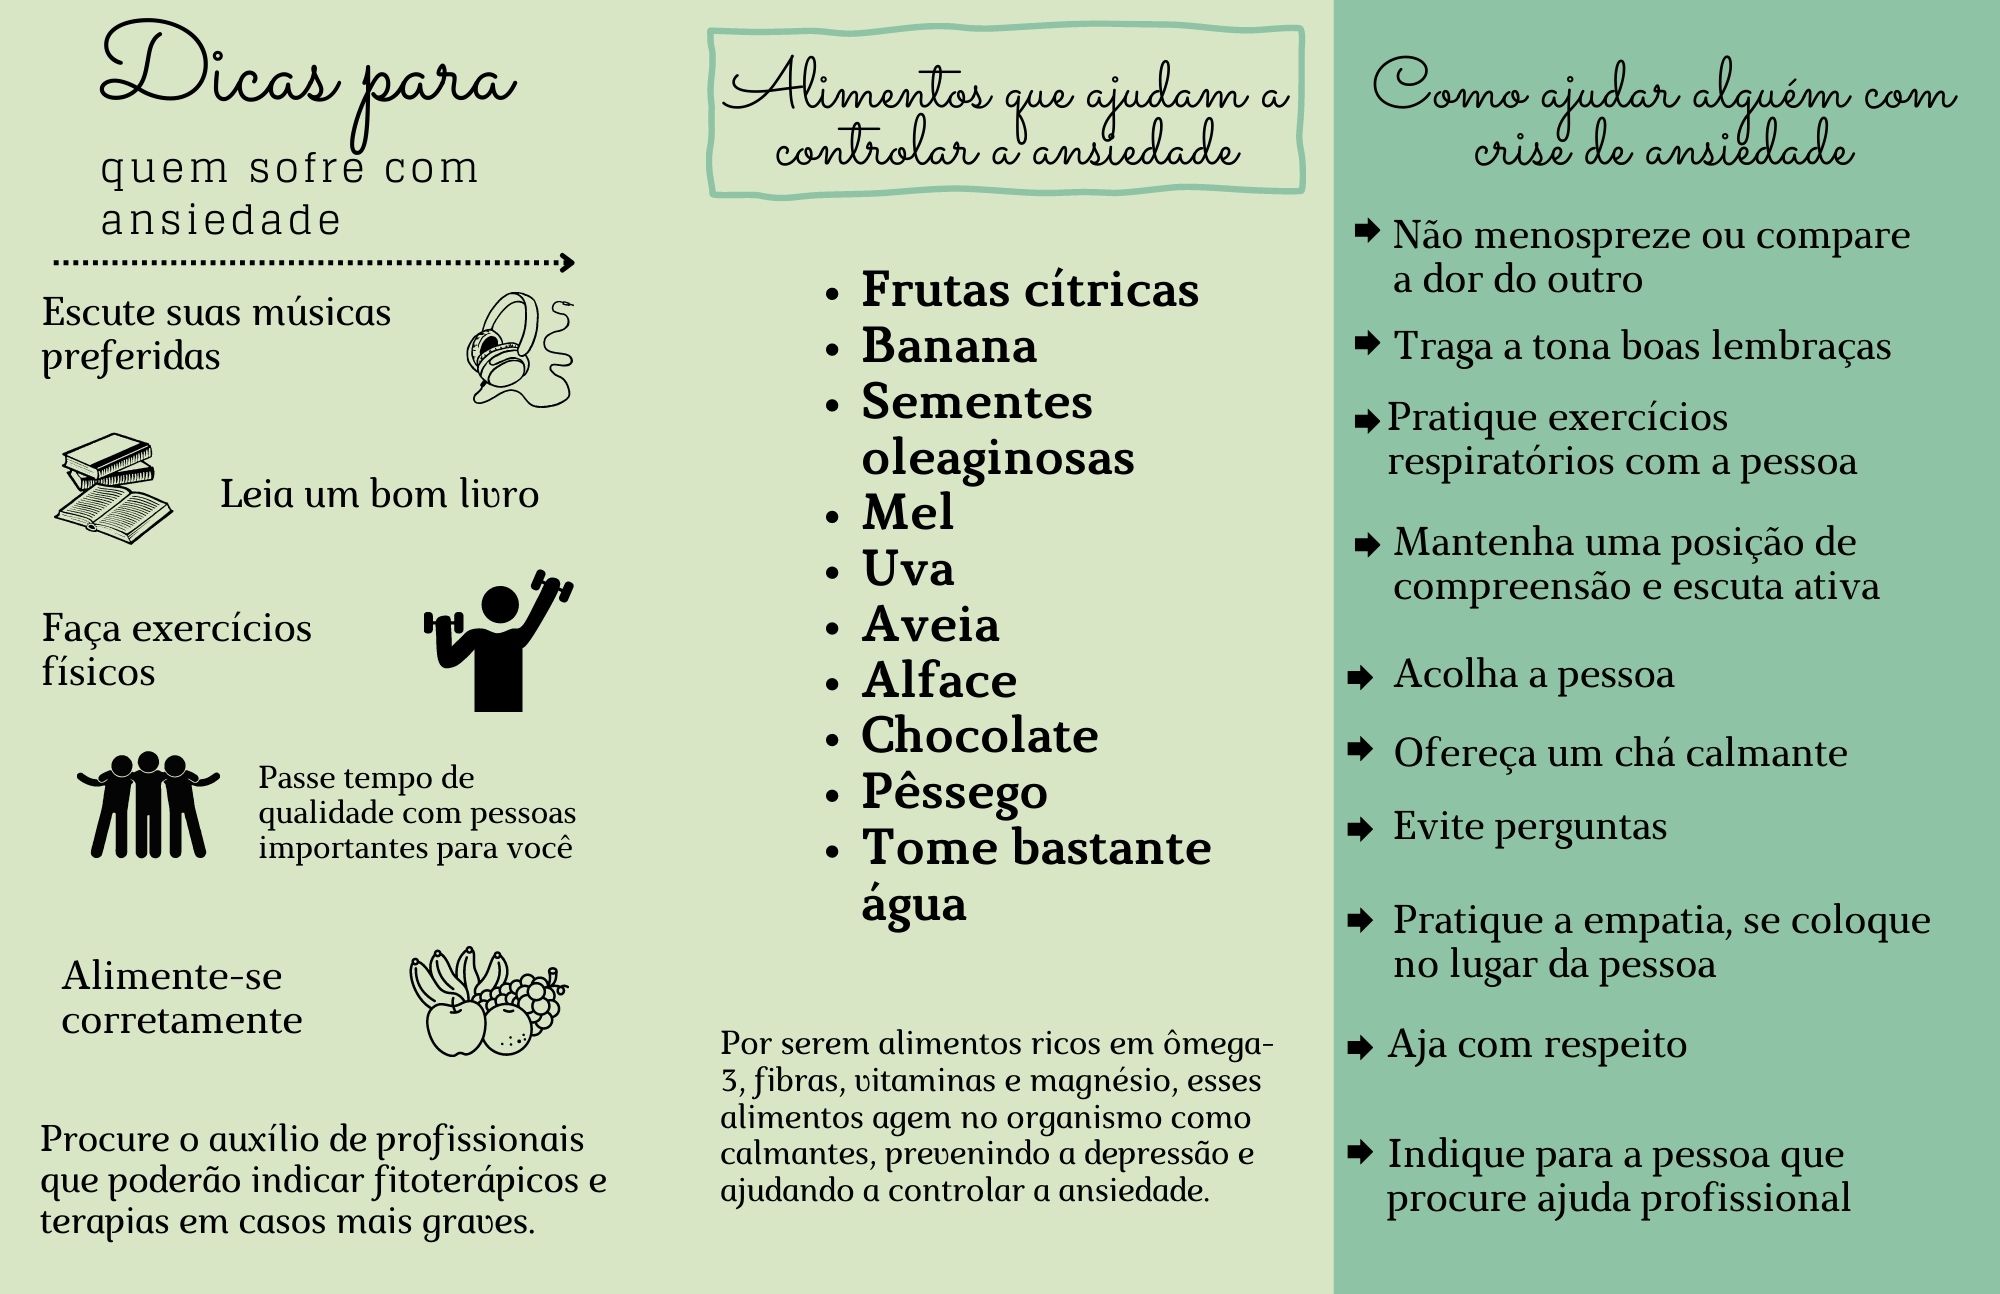 Dicas para
quem sofre com
ansiedade
Escute suas músicas
preferidas
Leia um bom livro
Faça exercícios
físicos
Passe tempo de
qualidade com pessoas
importantes para você
Alimente-se
corretamente
Procure o auxílio de profissionais
que poderão indicar fitoterápicos e
terapias em casos mais graves.
Alimentos que ajudam a
controlar a ansiedade
• Frutas cítricas
• Banana
• Sementes
oleaginosas
• Mel
• Uva
• Aveia
• Alface
• Chocolate
• Pêssego
• Tome bastante
água
Por serem alimentos ricos em ômega-
3, fibras, vitaminas e magnésio, esses
alimentos agem no organismo como
calmantes, prevenindo a depressão e
ajudando a controlar a ansiedade.
Como ajudar alguém com
crise de ansiedade
Não menospreze ou compare
a dor do outro
Traga a tona boas lembraças
Pratique exercícios
respiratórios com a pessoa
Mantenha uma posição de
compreensão e escuta ativa
Acolha a pessoa
Ofereça um chá calmante
Evite perguntas
Pratique a empatia, se coloque
no lugar da pessoa
Aja com respeito
Indique para a pessoa que
procure ajuda profissional